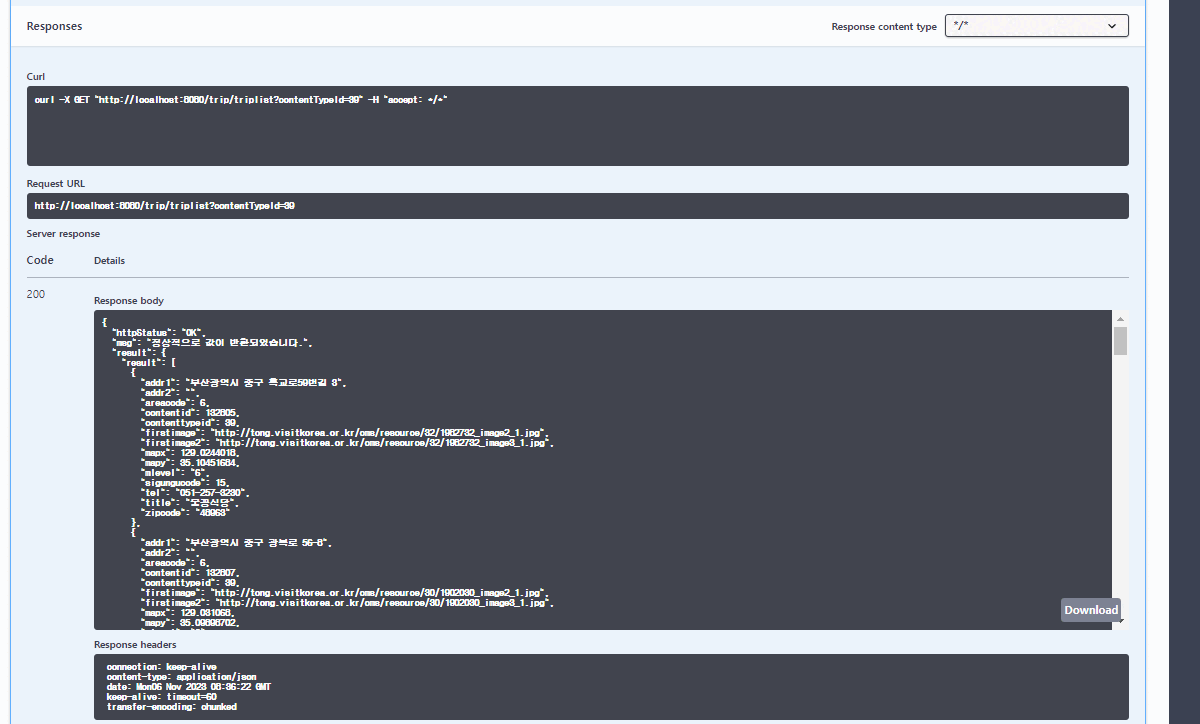 Responses
Response content type
*/*
Curl
curl -X GET "http://localhost:8080/trip/triplist?contentTypeId=39" -H "accept: */*"
Request URL
http://localhost:8080/trip/triplist?contentTypeId=39
Server response
Code Details
200
Response body
{
"httpStatus": "OK",
"msg": "정상적으로 값이 반환되었습니다.",
"result": {
"result": [
{
"addr1": "부산광역시 중구 흑교로59번길 3",
"addr2": "",
"areacode": 6,
"contentid": 132605,
"contenttypeid": 39,
"firstimage": "http://tong.visitkorea.or.kr/cms/resource/32/1982732_image2_1.jpg",
"firstimage2": "http://tong.visitkorea.or.kr/cms/resource/32/1982732_image3_1.jpg",
"mapx": 129.0244018,
"mapy": 35.10451684,
"mlevel": "6",
"sigungucode": 15,
"tel": "051-257-3230",
"title":
"zipcode": "48968"
},
{
"addr1": "부산광역시 중구 광복로 56-8",
"addr2": "",
"areacode": 6,
"contentid": 132607,
"contenttypeid": 39,
"firstimage": "http://tong.visitkorea.or.kr/cms/resource/30/1902030_image2_1.jpg",
"firstimage2": "http://tong.visitkorea.or.kr/cms/resource/30/1902030_image3_1.jpg",
"mapx": 129.031068,
"mapy": 35.09898702,
Download
Response headers
connection: keep-alive
content-type: application/json
date: Mon06 Nov 2023 08:36:22 GMT
keep-alive: timeout=60
transfer-encoding: chunked